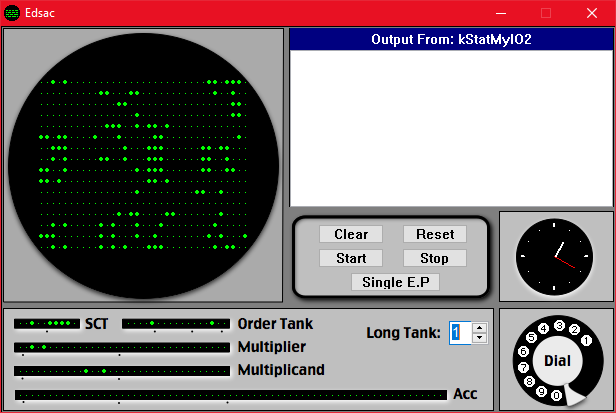 Edsac
Output From: kStatMyIO2
Clear
Reset
Start
Stop
Single E.P
SCT
Order Tank
Long Tank:
1
Multiplier
Multiplicand
Acc
5
4
3
2
1
6
7
8
9
0
Dial